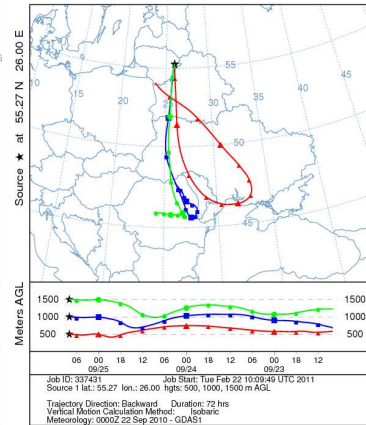 Source ★ at 55.27 N 26.00 E
10
15
20
25
30
35
55
50
45
Meters AGL
1500 1500
1000 1000
500 500
06 00 18 12 06 00 18 12 06 00 18 12
09/25 09/24 09/23
Job ID: 337431 Job Start: Tue Feb 22 10:09:49 UTC 2011
Source 1 lat.: 55.27 lon.: 26.00 hgts: 500, 1000, 1500 m AGL
Trajectory Direction: Backward Duration: 72 hrs
Vertical Motion Calculation Method: Isobaric
Meteorology: 0000Z 22 Sep 2010 - GDAS1